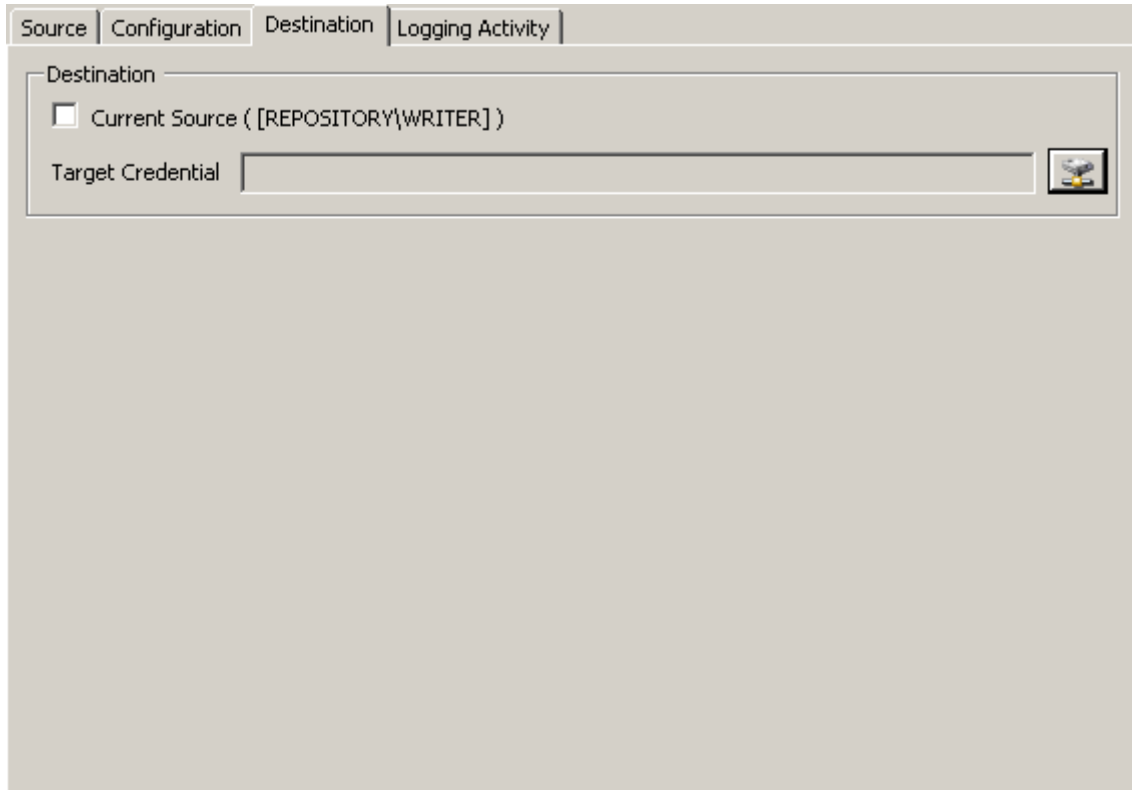 Source Configuration Destination Logging Activity
Destination
Current Source ( [REPOSITORY\WRITER] )
Target Credential